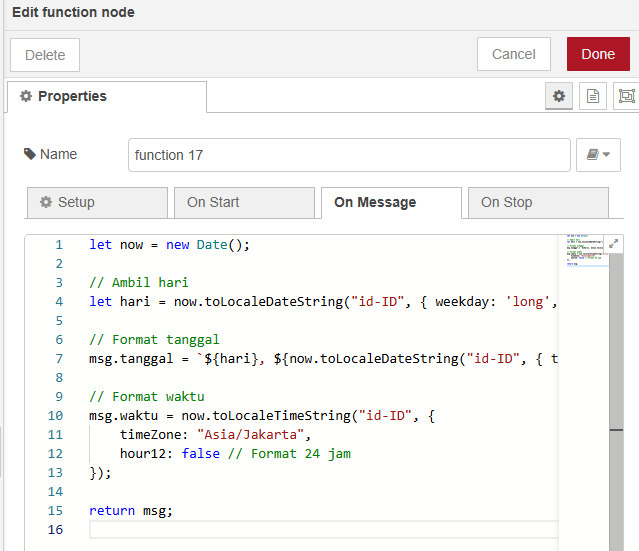 Edit function node
Delete
Cancel
Done
Properties
Name
function 17
Setup
On Start
On Message
On Stop
1 let now = new Date();
2
3 // Ambil hari
4 let hari = now.toLocaleDateString("id-ID", { weekday: 'long',
5
6 // Format tanggal
7 msg.tanggal = `${hari}, ${now.toLocaleDateString("id-ID", { t
8
9 // Format waktu
10 msg.waktu = now.toLocaleTimeString("id-ID", {
11 timeZone: "Asia/Jakarta",
12 hour12: false // Format 24 jam
13 });
14
15 return msg;
16